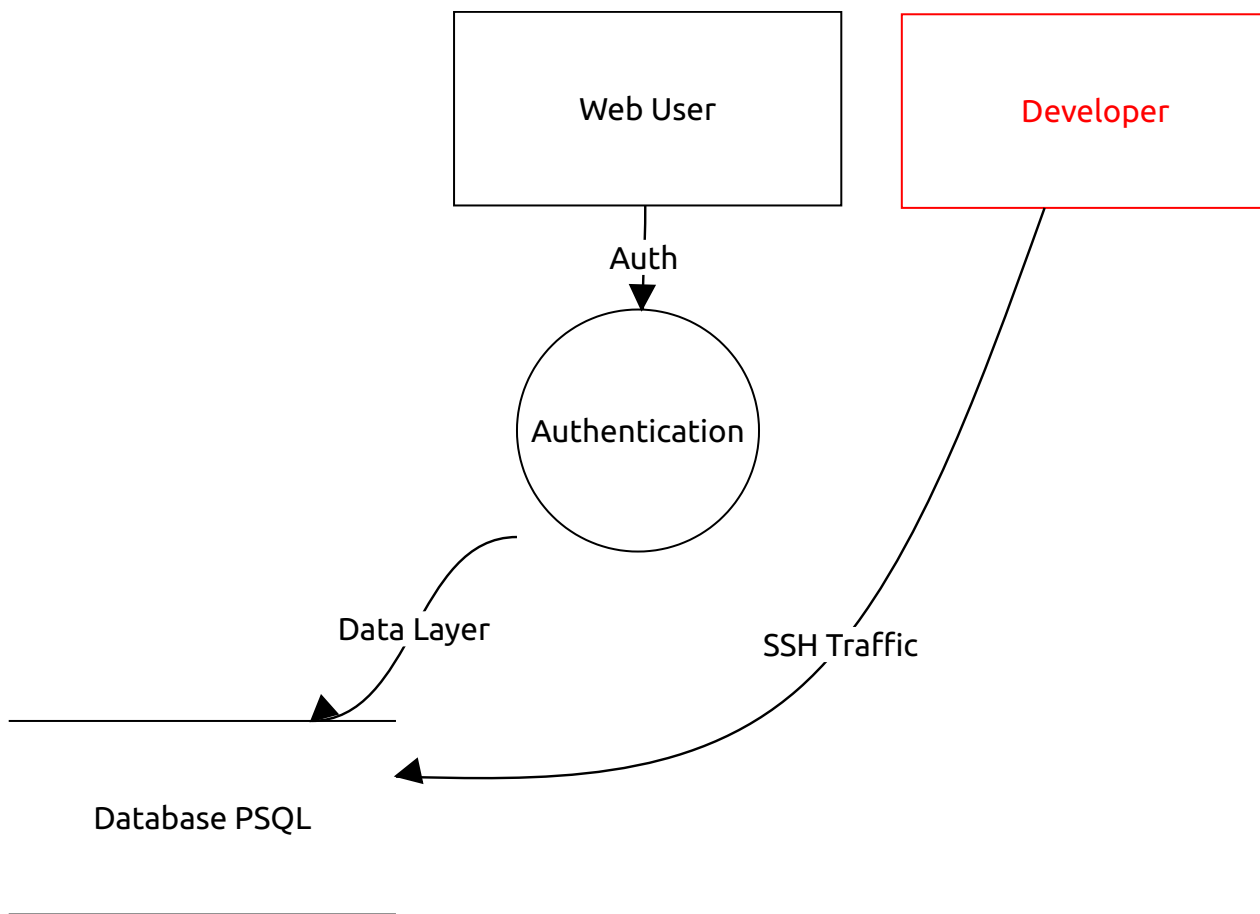 Web User
Developer
Auth
Authentication
Data Layer
SSH Traffic
Database PSQL